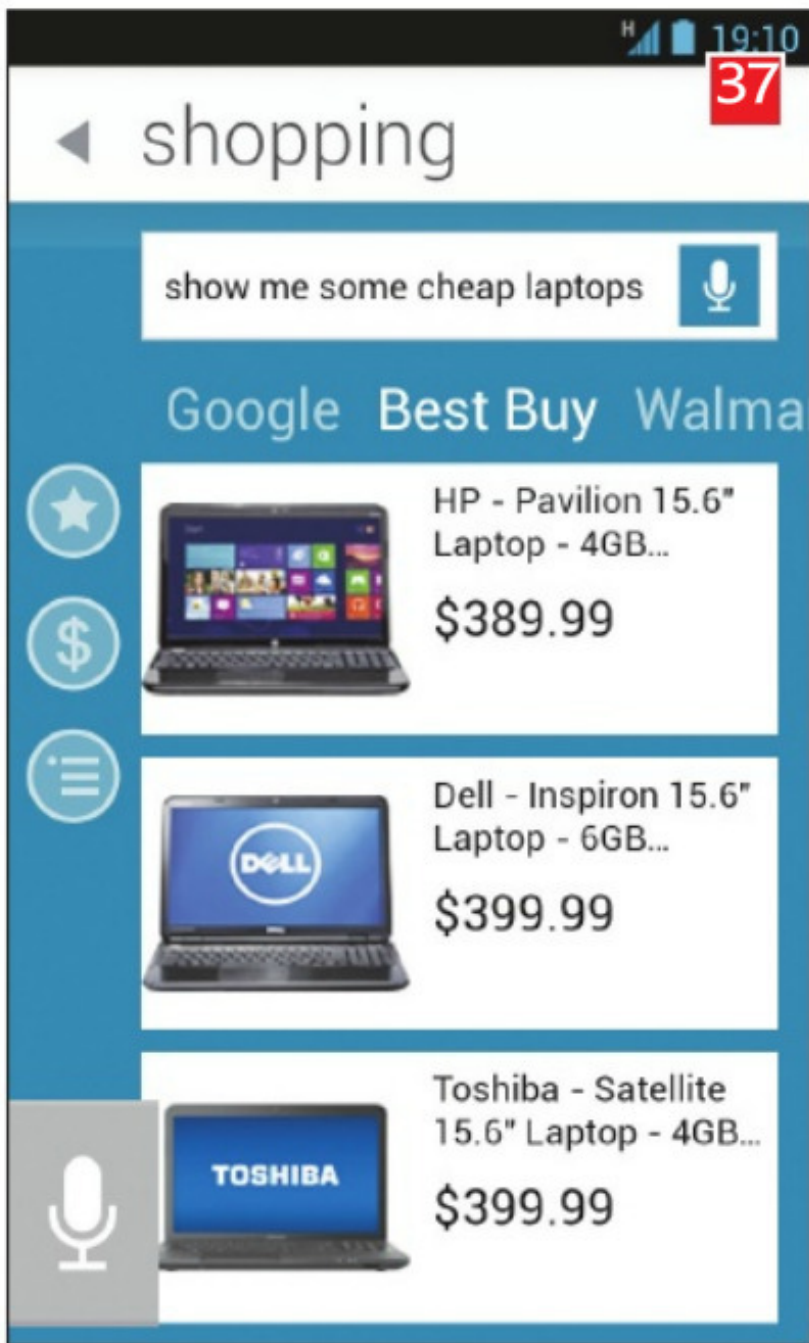 H 19:10
37
shopping
show me some cheap laptops
Google Best Buy Walma
HP - Pavilion 15.6"
Laptop - 4GB...
$389.99
DELL
Dell - Inspiron 15.6"
Laptop - 6GB...
$399.99
TOSHIBA
Toshiba - Satellite
15.6" Laptop - 4GB...
$399.99